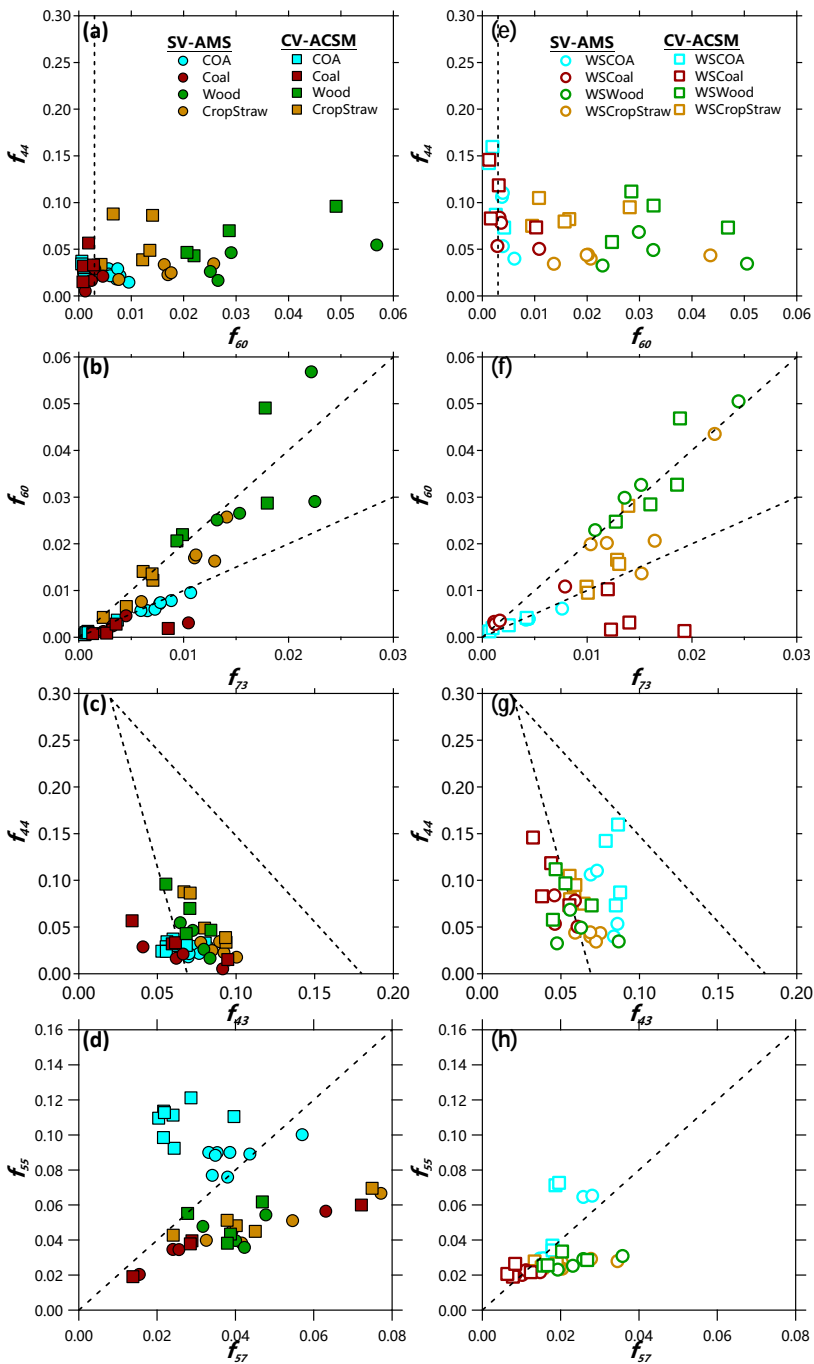 (a)
SV-AMS CV-ACSM
COA COA
Coal Coal
Wood Wood
CropStraw CropStraw
0.44
0.30
0.25
0.20
0.15
0.10
0.05
0.00
f44
0.00 0.01 0.02 0.03 0.04 0.05 0.06
f60
(e)
SV-AMS CV-ACSM
WSCOA WSCOA
WSCoal WSCoal
WSWood WSWood
WSCropStraw WSCropStraw
0.44
0.30
0.25
0.20
0.15
0.10
0.05
0.00
f44
0.00 0.01 0.02 0.03 0.04 0.05 0.06
f60
(b)
0.06
0.05
0.04
0.03
0.02
0.01
0.00
f60
0.00 0.01 0.02 0.03
f73
(f)
0.06
0.05
0.04
0.03
0.02
0.01
0.00
f60
0.00 0.01 0.02 0.03
f73
(c)
0.44
0.30
0.25
0.20
0.15
0.10
0.05
0.00
f44
0.00 0.05 0.10 0.15 0.20
f43
(g)
0.44
0.30
0.25
0.20
0.15
0.10
0.05
0.00
f44
0.00 0.05 0.10 0.15 0.20
f43
(d)
0.16
0.14
0.12
0.10
0.08
0.06
0.04
0.02
0.00
f55
0.00 0.02 0.04 0.06 0.08
f57
(h)
0.16
0.14
0.12
0.10
0.08
0.06
0.04
0.02
0.00
f55
0.00 0.02 0.04 0.06 0.08
f57